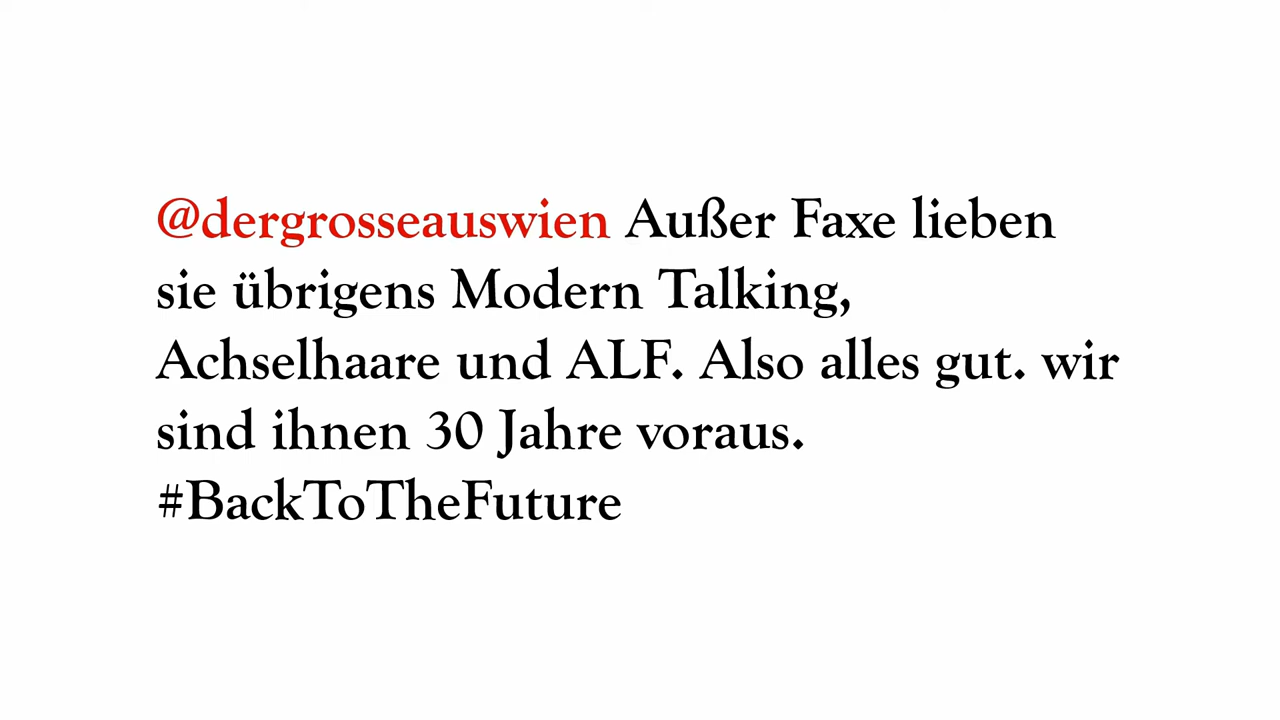 @dergrosseauswien Außer Faxe lieben
sie übrigens Modern Talking,
Achselhaare und ALF. Also alles gut. wir
sind ihnen 30 Jahre voraus.
#BackToTheFuture